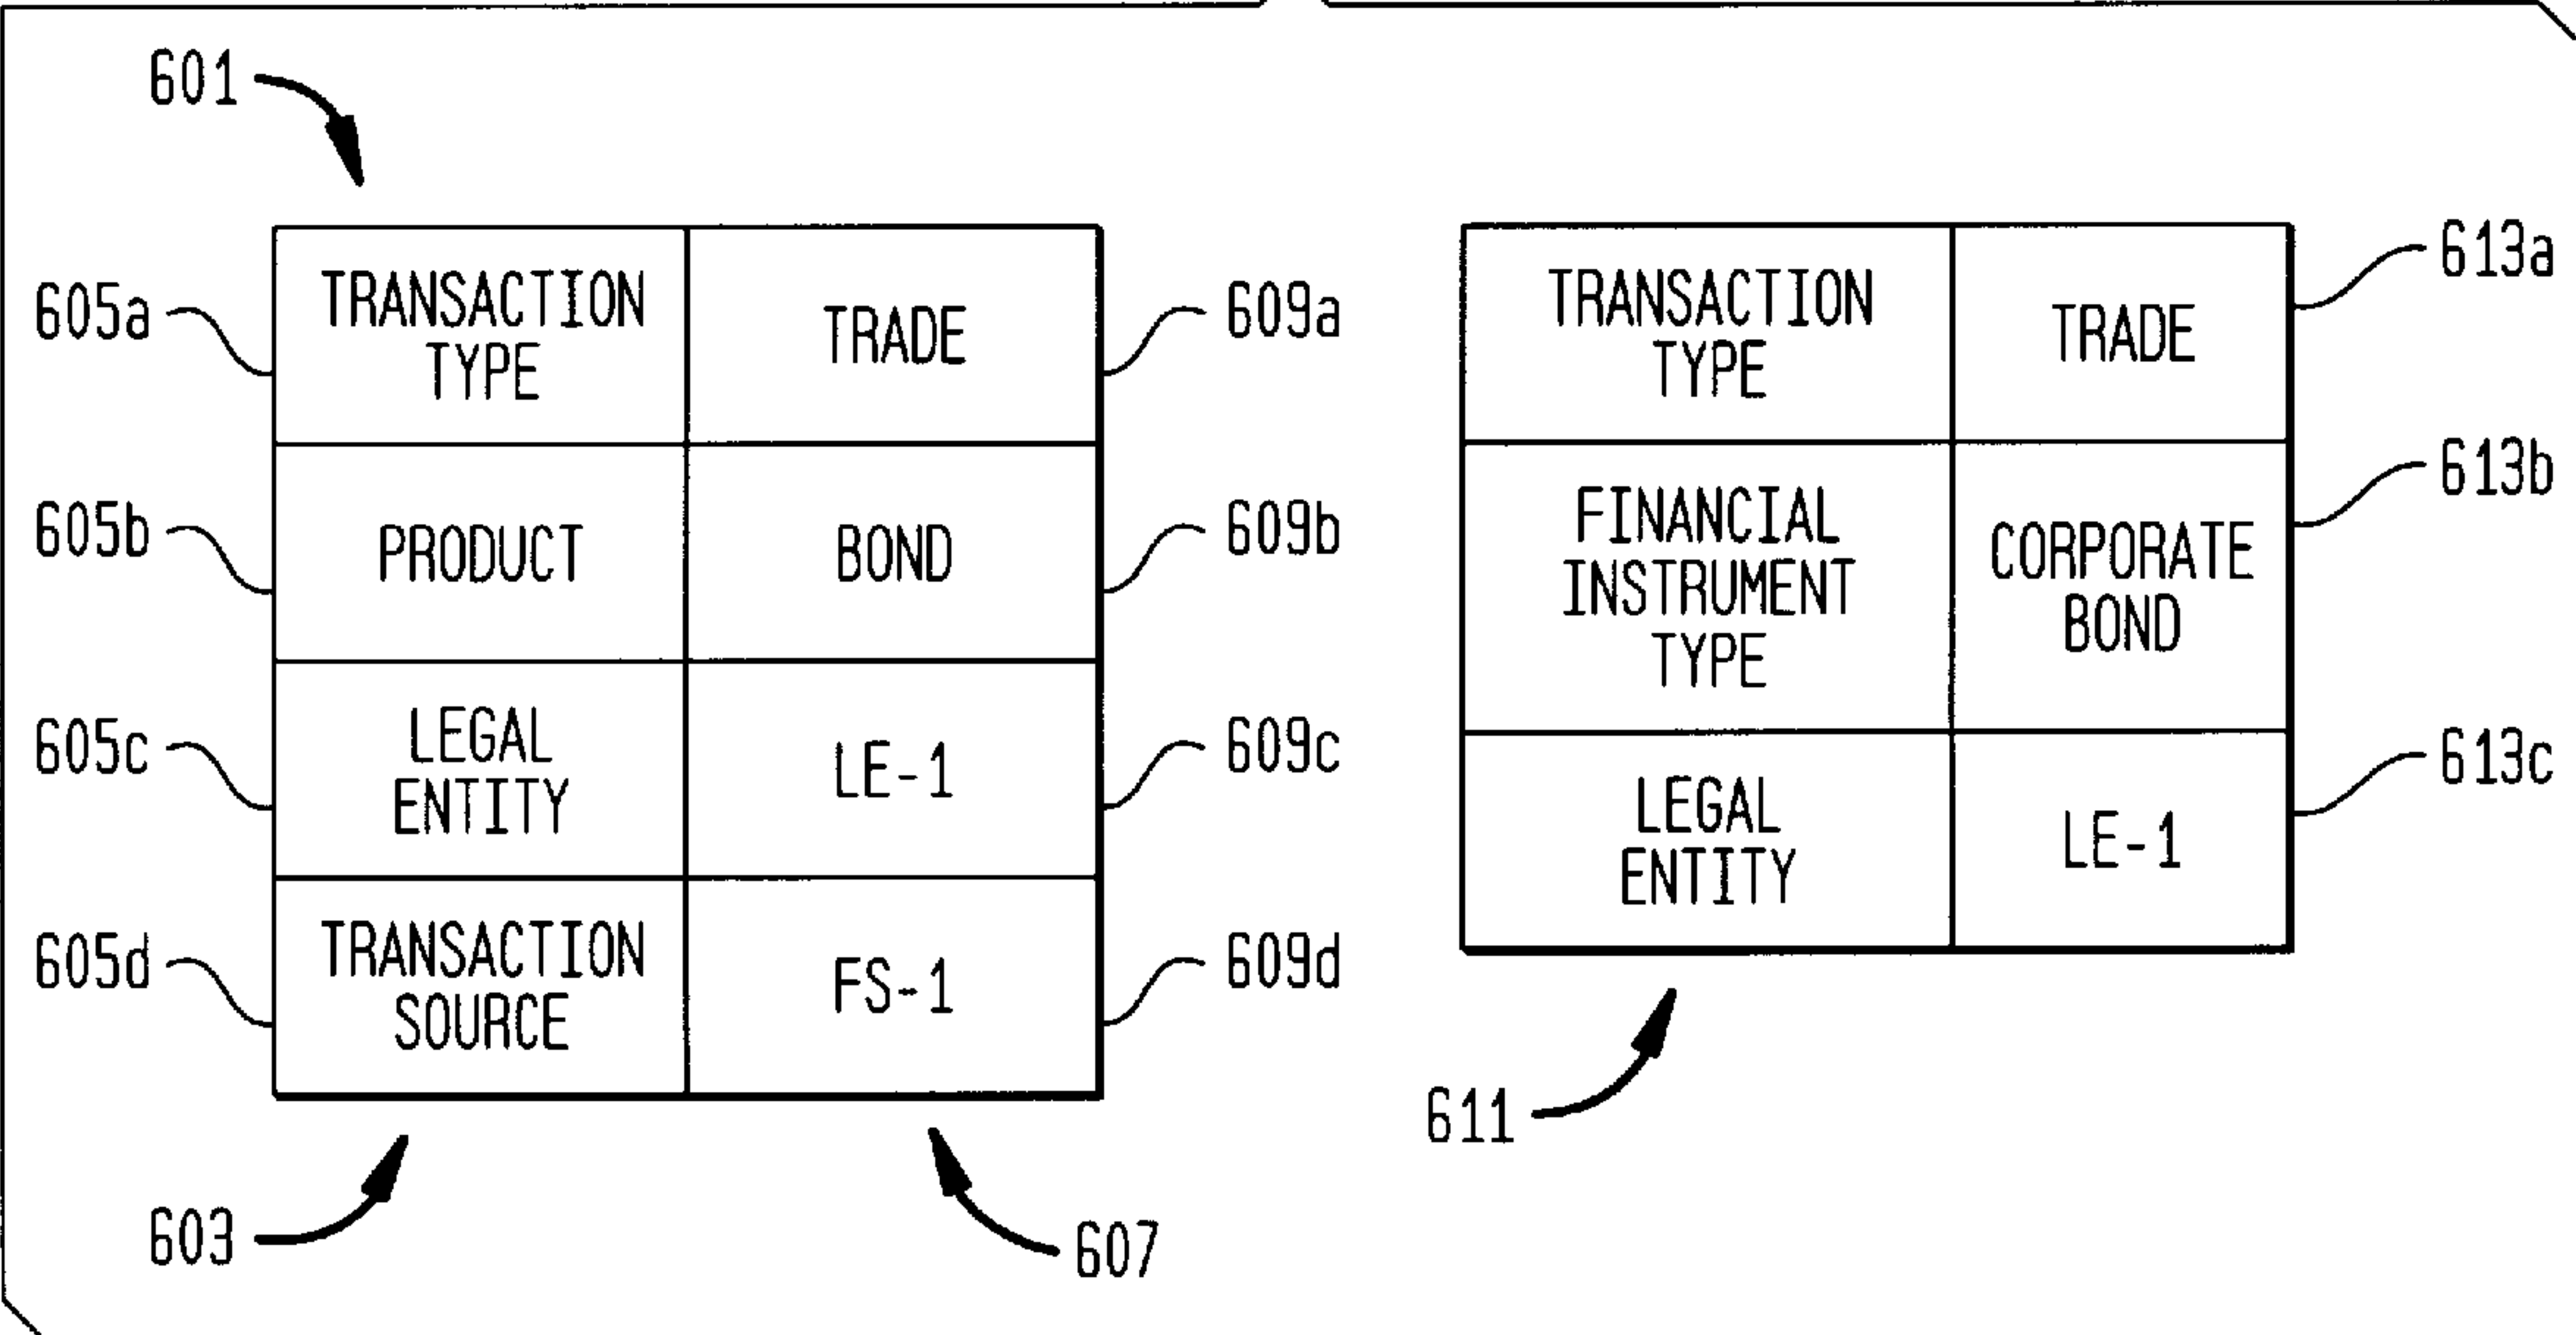 601
605a
TRANSACTION
TYPE
TRADE
609a
605b
PRODUCT
BOND
609b
605c
LEGAL
ENTITY
LE-1
609c
605d
TRANSACTION
SOURCE
FS-1
609d
603
607
TRANSACTION
TYPE
TRADE
613a
FINANCIAL
INSTRUMENT
TYPE
CORPORATE
BOND
613b
LEGAL
ENTITY
LE-1
613c
611